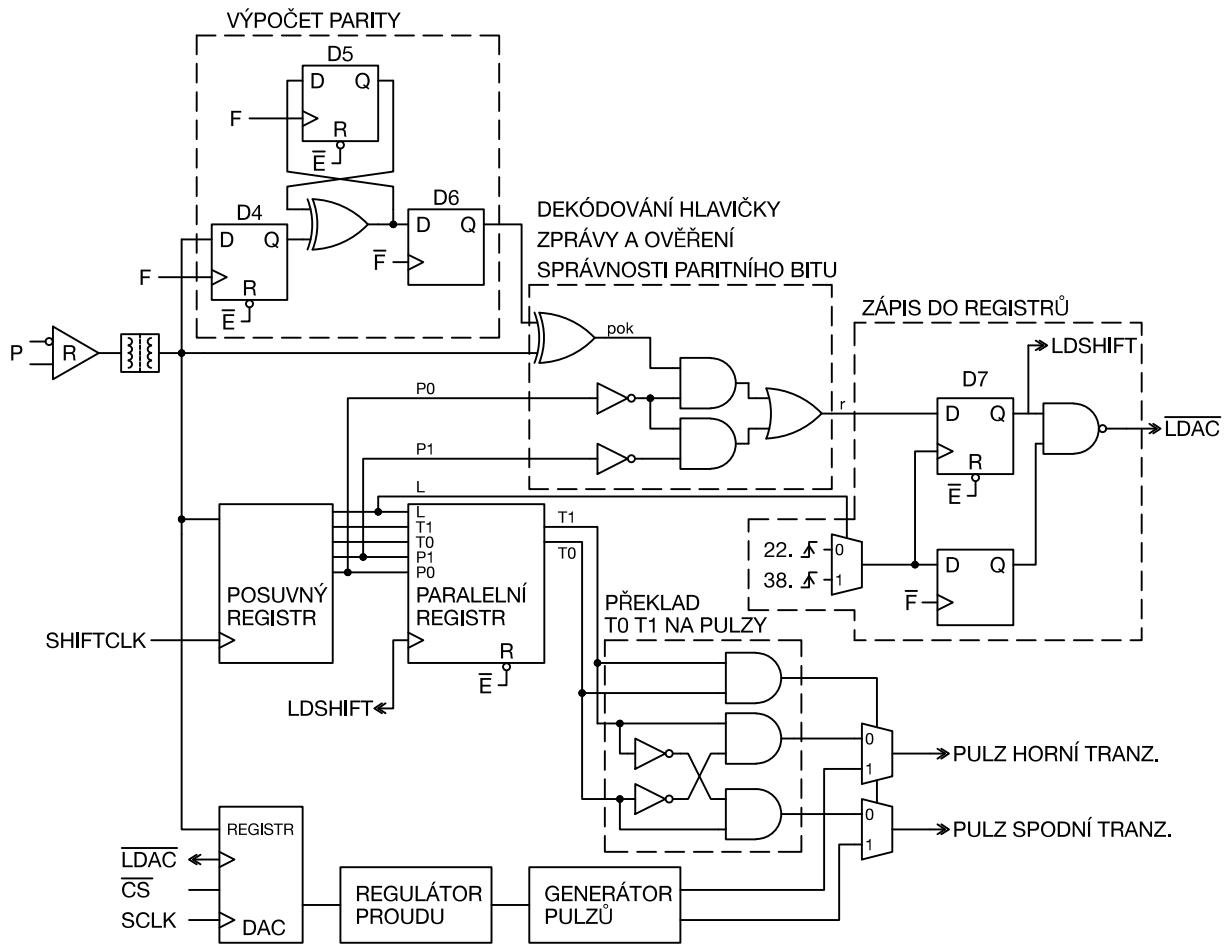 VÝPOČET PARITY
D5
D Q
F
R
E̅
D4
D Q
F
R
E̅
D6
D Q
F̅
DEKÓDOVÁNÍ HLAVIČKY
ZPRÁVY A OVĚŘENÍ
SPRÁVNOSTI PARITNÍHO BITU
pok
P
R
P0
P1
L
r
ZÁPIS DO REGISTRŮ
LDSHIFT
D7
D Q
R
E̅
L̅D̅A̅C̅
22. 0
38. 1
D Q
F̅
POSUVNÝ
REGISTR
SHIFTCLK
L
T1
T0
P1
P0
PARALELNÍ
REGISTR
R
E̅
LDSHIFT
T1
T0
PŘEKLAD
T0 T1 NA PULZY
0
1
PULZ HORNÍ TRANZ.
0
1
PULZ SPODNÍ TRANZ.
REGISTR
L̅D̅A̅C̅
C̅S̅
SCLK
DAC
REGULÁTOR
PROUDU
GENERÁTOR
PULZŮ